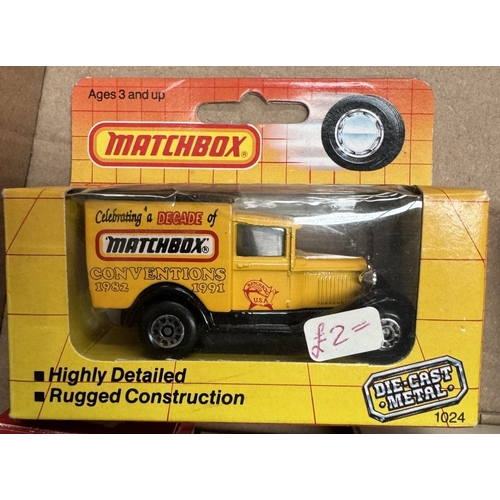 Ages 3 and up
MATCHBOX®
Celebrating a DECADE of
MATCHBOX®
CONVENTIONS
1982 1991
U.S.A
£2=
Highly Detailed
Rugged Construction
DIE-CAST
METAL
1024